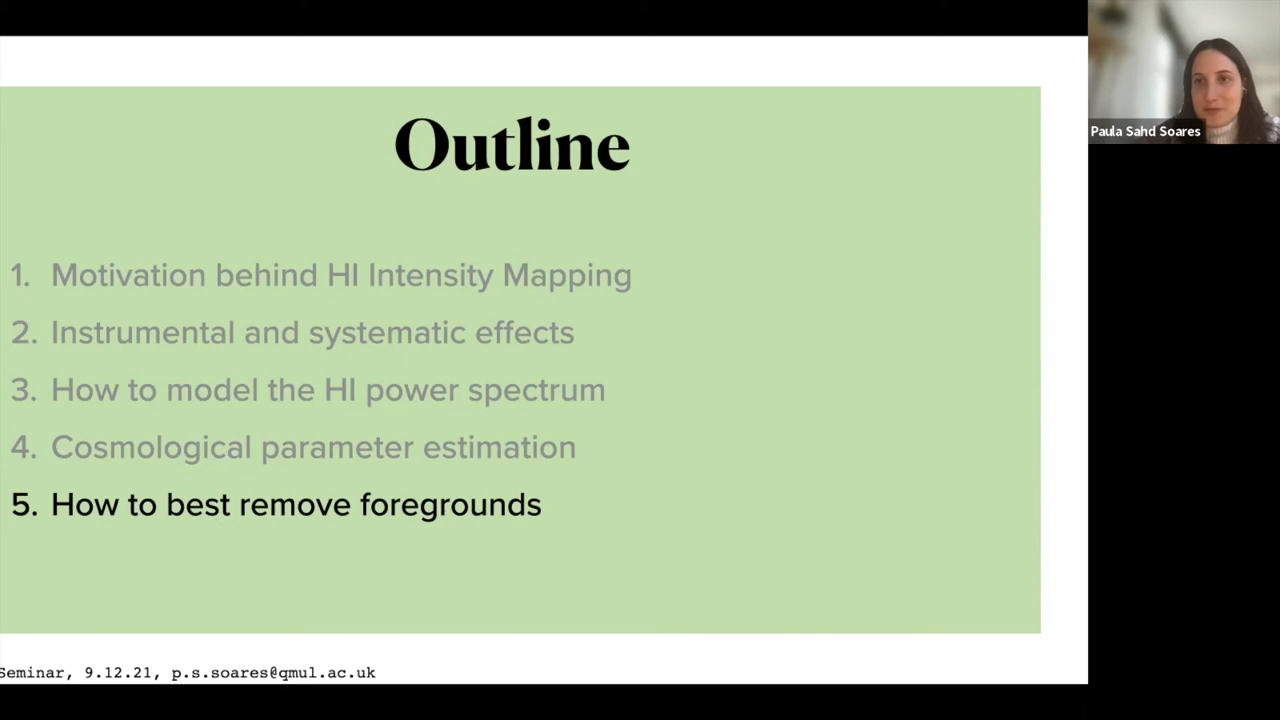 Outline
1. Motivation behind HI Intensity Mapping
2. Instrumental and systematic effects
3. How to model the HI power spectrum
4. Cosmological parameter estimation
5. How to best remove foregrounds
Seminar, 9.12.21, p.s.soares@qmul.ac.uk
Paula Sahd Soares